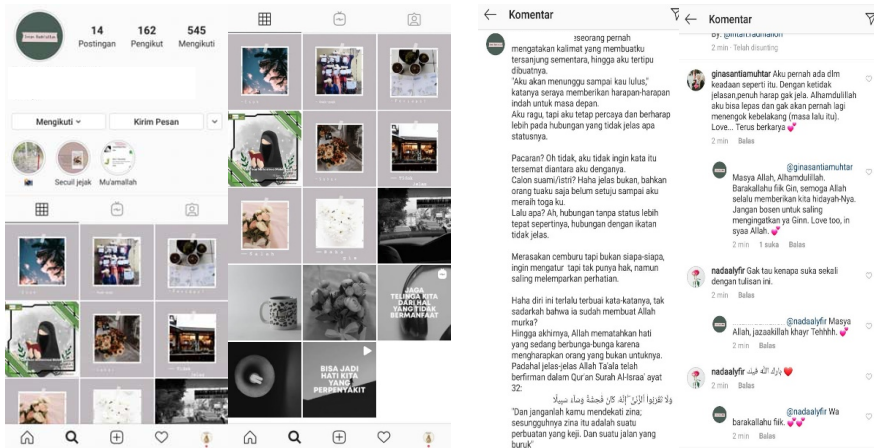 14
162
545
Postingan
Pengikut
Mengikuti
Mengikuti
Kirim Pesan
Secuil jejak
Mu'amallah
JAGA
TELINGA KITA
DARI HAL
YANG TIDAK
BERMANFAAT
BISA JADI
HATI KITA
YANG
PERPENYAKIT
Komentar
seseorang pernah
mengatakan kalimat yang membuatku
tersanjung sementara, hingga aku tertipu
dibuatnya.
"Aku akan menunggu sampai kau lulus,"
katanya seraya memberikan harapan-harapan
indah untuk masa depan.
Aku ragu, tapi aku tetap percaya dan berharap
lebih pada hubungan yang tidak jelas apa
statusnya.
Pacaran? Oh tidak, aku tidak ingin kata itu
tersemat diantara aku denganya.
Calon suami/istri? Haha jelas bukan, bahkan
orang tuaku saja belum setuju sampai aku
meraih toga ku.
Lalu apa? Ah, hubungan tanpa status lebih
tepat sepertinya, hubungan dengan ikatan
tidak jelas.
Merasakan cemburu tapi bukan siapa-siapa,
ingin mengatur tapi tak punya hak, namun
saling melemparkan perhatian.
Haha diri ini terlalu terbuai kata-katanya, tak
sadarkah bahwa ia sudah membuat Allah
murka?
Hingga akhirnya, Allah mematahkan hati
yang sedang berbunga-bunga karena
mengharapkan orang yang bukan untuknya.
Padahal jelas-jelas Allah Ta'ala telah
berfirman dalam Qur'an Surah Al-Israa' ayat
32:
وَلَا تَقْرَبُوا الزِّنَىٰٓ إِنَّهُ كَانَ فَاحِشَةً وَسَاءَ سَبِيلًا
"Dan janganlah kamu mendekati zina;
sesungguhnya zina itu adalah suatu
perbuatan yang keji. Dan suatu jalan yang
buruk"
Komentar
2 min · Telah disunting
ginasantiamuhtar Aku pernah ada dlm
keadaan seperti itu. Dengan ketidak
jelasan,penuh harap gak jela. Alhamdulillah
aku bisa lepas dan gak akan pernah lagi
menengok kebelakang (masa lalu itu).
Love... Terus berkarya 💕
2 min Balas
@ginasantiamuhtar
Masya Allah, Alhamdulillah.
Barakallahu fiik Gin, semoga Allah
selalu memberikan kita hidayah-Nya.
Jangan bosen untuk saling
mengingatkan ya Ginn. Love too, in
syaa Allah. 💕
2 min 1 suka Balas
nadaalyfir Gak tau kenapa suka sekali
dengan tulisan ini.
2 min Balas
@nadaalyfir Masya
Allah, jazaakillah khayr Tehhhh. 💕
2 min Balas
nadaalyfir بارك الله فيك ❤️
2 min Balas
@nadaalyfir Wa
barakallahu fiik. 💕💕
2 min Balas